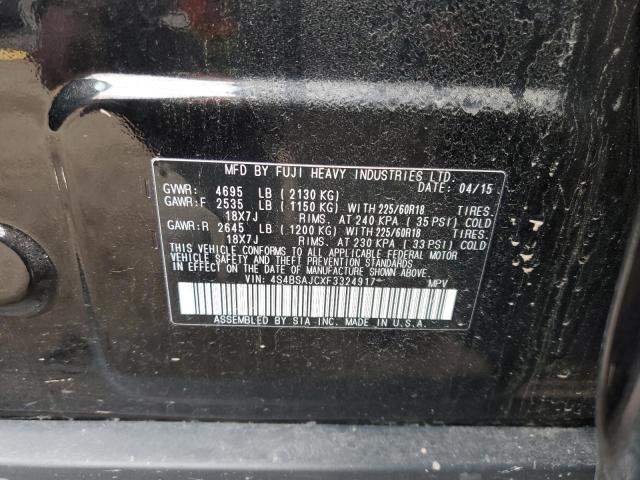 MFD BY FUJI HEAVY INDUSTRIES LTD.
GVWR: 4695 LB (2130 KG) DATE: 04/15
GAWR:F 2535 LB (1150 KG) WITH 225/60R18 TIRES.
18X7J RIMS. AT 240 KPA (35 PSI) COLD
GAWR:R 2645 LB (1200 KG) WITH 225/60R18 TIRES.
18X7J RIMS. AT 230 KPA (33 PSI) COLD
THIS VEHICLE CONFORMS TO ALL APPLICABLE FEDERAL MOTOR
VEHICLE SAFETY BUMPER, AND THEFT PREVENTION STANDARDS
IN EFFECT ON THE DATE OF MANUFACTURE SHOWN ABOVE.
VIN: 4S4BSAJCXF3324917 MPV
ASSEMBLED BY SIA INC. MADE IN U.S.A.